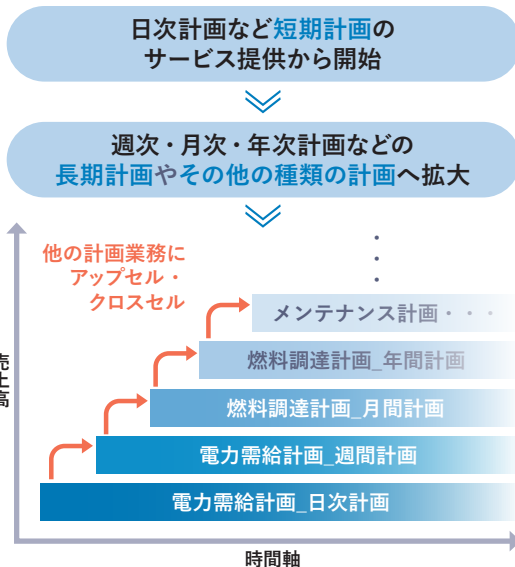 日次計画など短期計画の
サービス提供から開始
週次・月次・年次計画などの
長期計画やその他の種類の計画へ拡大
他の計画業務に
アップセル・
クロスセル
・
・
・
メンテナンス計画・・・
燃料調達計画_年間計画
燃料調達計画_月間計画
電力需給計画_週間計画
電力需給計画_日次計画
売上高
時間軸